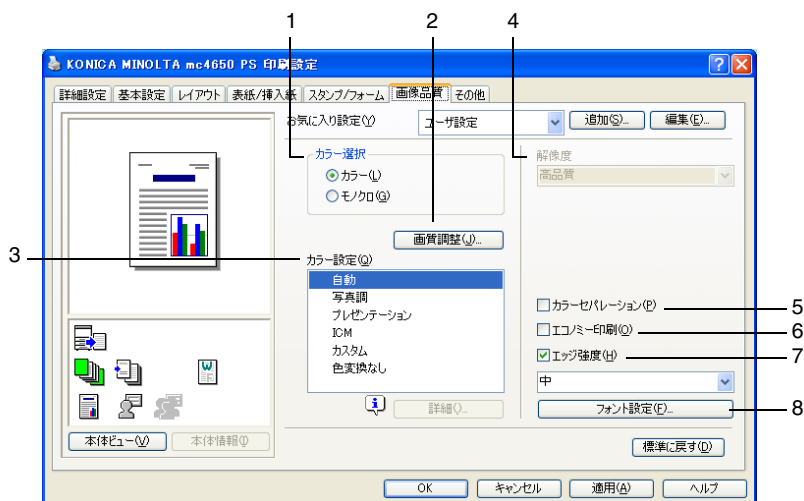 1
2
4
KONICA MINOLTA mc4650 PS 印刷設定
詳細設定 基本設定 レイアウト 表紙/挿入紙 スタンプ/フォーム 画像品質 その他
お気に入り設定(Y) ユーザ設定 追加(S)... 編集(E)...
カラー選択
カラー(L)
モノクロ(G)
解像度
高品質
画質調整(J)...
3
カラー設定(Q)
自動
写真調
プレゼンテーション
ICM
カスタム
色変換なし
カラーセパレーション(P)
5
エコノミー印刷(O)
6
エッジ強度(H)
7
中
詳細()...
フォント設定(F)...
8
本体ビュー(V) 本体情報(I)
標準に戻す(D)
OK キャンセル 適用(A) ヘルプ